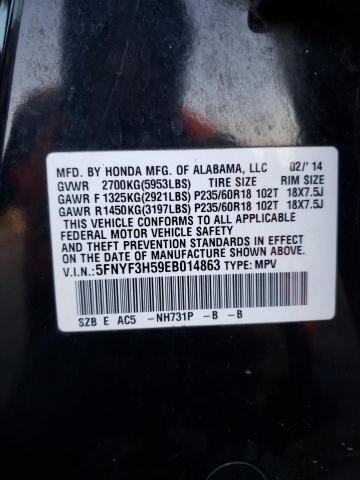 MFD. BY HONDA MFG. OF ALABAMA, LLC 02/'14
GVWR 2700KG(5953LBS) TIRE SIZE RIM SIZE
GAWR F 1325KG(2921LBS) P235/60R18 102T 18X7.5J
GAWR R 1450KG(3197LBS) P235/60R18 102T 18X7.5J
THIS VEHICLE CONFORMS TO ALL APPLICABLE
FEDERAL MOTOR VEHICLE SAFETY STANDARDS
IN EFFECT ON THE DATE OF MANUFACTURE
SHOWN ABOVE.
V.I.N.: 5FNYF3H59EB014863 TYPE: MPV
SZB E AC5 -NH731P -B -B